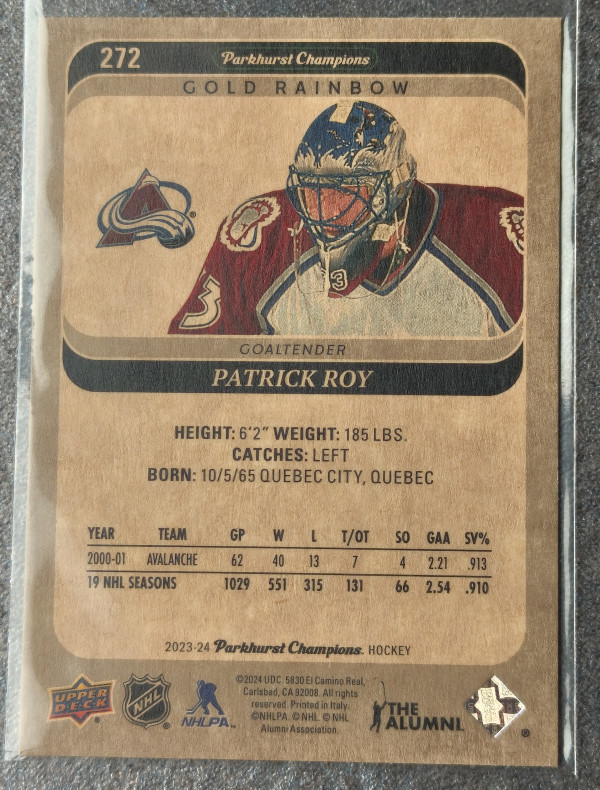 272
Parkhurst Champions
GOLD RAINBOW
®
3
3
GOALTENDER
PATRICK ROY
HEIGHT: 6'2" WEIGHT: 185 LBS.
CATCHES: LEFT
BORN: 10/5/65 QUEBEC CITY, QUEBEC
YEAR TEAM GP W L T/OT SO GAA SV%
2000-01 AVALANCHE 62 40 13 7 4 2.21 .913
19 NHL SEASONS 1029 551 315 131 66 2.54 .910
2023-24 Parkhurst Champions. HOCKEY
UPPER DECK
NHL ®
NHLPA™
©2024 UDC. 5830 El Camino Real,
Carlsbad, CA 92008. All rights
reserved. Printed in Italy.
©NHLPA. © NHL. © NHL
Alumni Association.
THE
ALUMNI
®